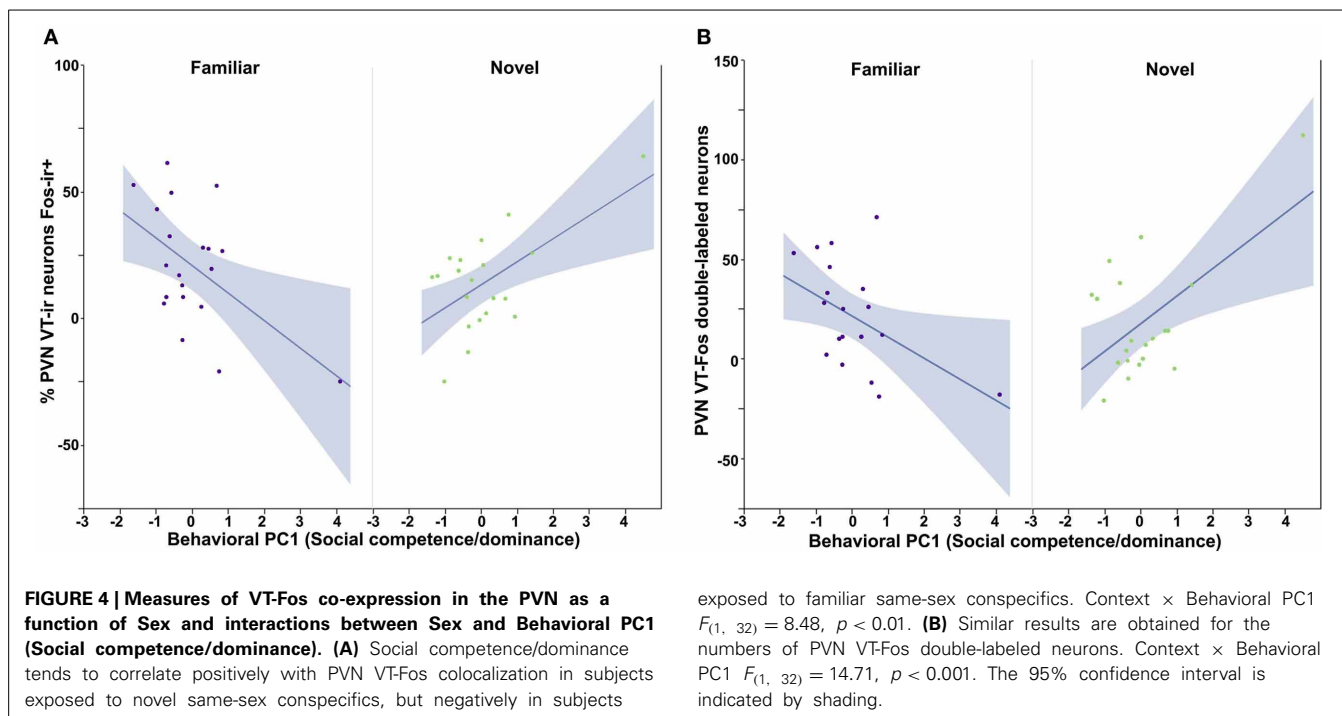 A
Familiar
Novel
100
50
0
-50
% PVN VT-ir neurons Fos-ir+
-3 -2 -1 0 1 2 3 4 -3 -2 -1 0 1 2 3 4 5
Behavioral PC1 (Social competence/dominance)
B
Familiar
Novel
150
100
50
0
-50
PVN VT-Fos double-labeled neurons
-3 -2 -1 0 1 2 3 4 -3 -2 -1 0 1 2 3 4 5
Behavioral PC1 (Social competence/dominance)
FIGURE 4 | Measures of VT-Fos co-expression in the PVN as a
function of Sex and interactions between Sex and Behavioral PC1
(Social competence/dominance). (A) Social competence/dominance
tends to correlate positively with PVN VT-Fos colocalization in subjects
exposed to novel same-sex conspecifics, but negatively in subjects
exposed to familiar same-sex conspecifics. Context × Behavioral PC1
F(1, 32) = 8.48, p < 0.01. (B) Similar results are obtained for the
numbers of PVN VT-Fos double-labeled neurons. Context × Behavioral
PC1 F(1, 32) = 14.71, p < 0.001. The 95% confidence interval is
indicated by shading.